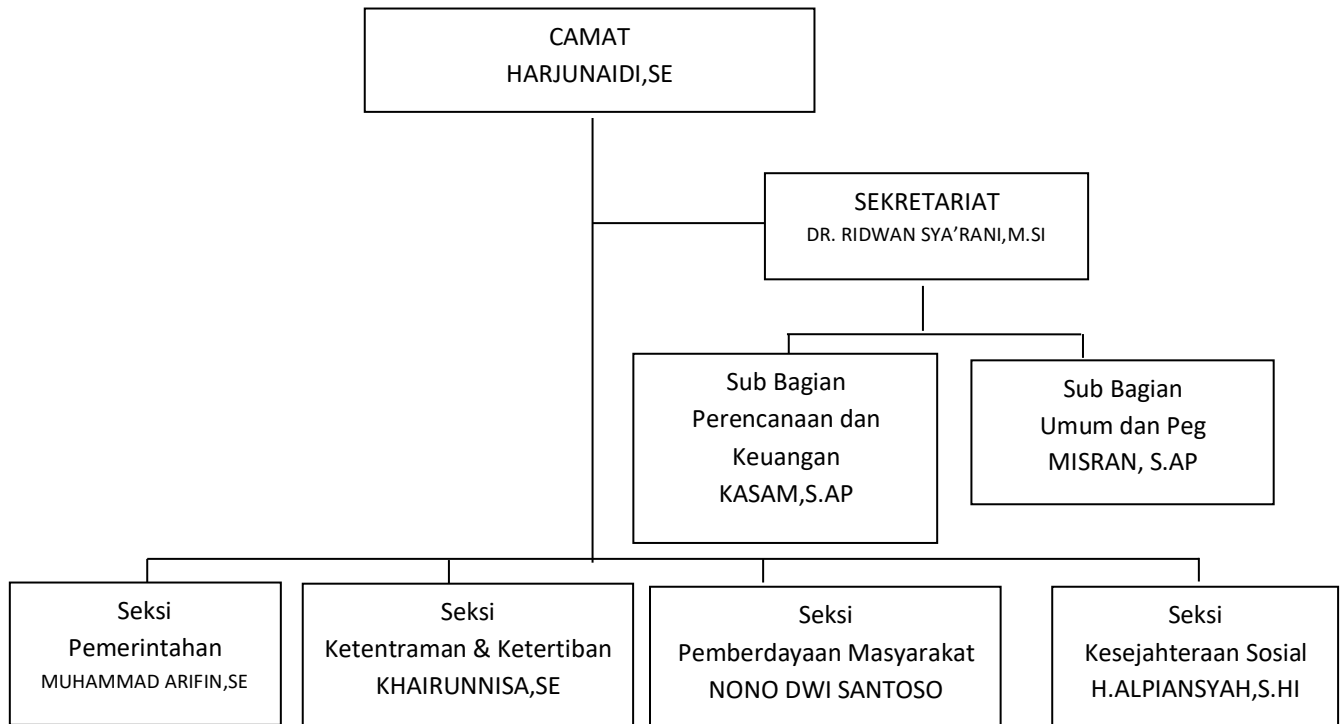 CAMAT
HARJUNAIDI,SE
SEKRETARIAT
DR. RIDWAN SYA’RANI,M.SI
Sub Bagian
Perencanaan dan
Keuangan
KASAM,S.AP
Sub Bagian
Umum dan Peg
MISRAN, S.AP
Seksi
Pemerintahan
MUHAMMAD ARIFIN,SE
Seksi
Ketentraman & Ketertiban
KHAIRUNNISA,SE
Seksi
Pemberdayaan Masyarakat
NONO DWI SANTOSO
Seksi
Kesejahteraan Sosial
H.ALPIANSYAH,S.HI